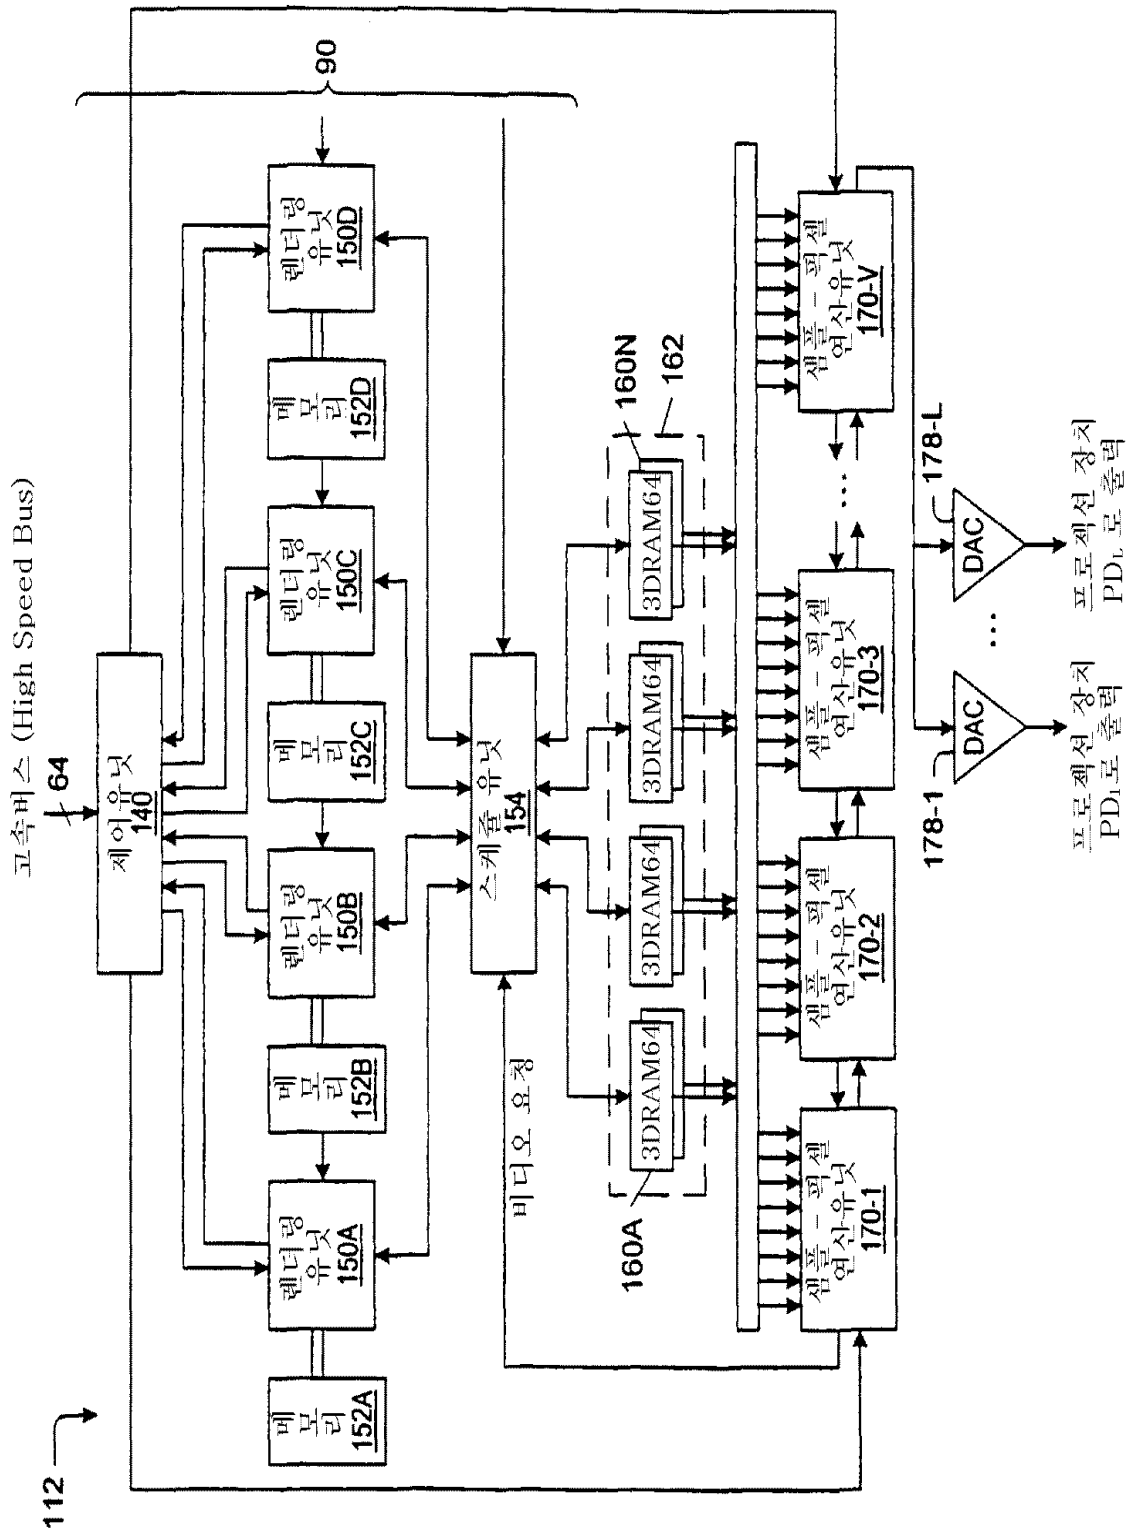 112
고속버스 (High Speed Bus)
64
제어유닛
140
90
메모리
152A
렌더링
유닛
150A
메모리
152B
렌더링
유닛
150B
메모리
152C
렌더링
유닛
150C
메모리
152D
렌더링
유닛
150D
스케쥴 유닛
154
비디오 요청
160A
3DRAM64
3DRAM64
3DRAM64
3DRAM64
160N
162
샘플 - 픽셀
연산유닛
170-1
샘플 - 픽셀
연산유닛
170-2
샘플 - 픽셀
연산유닛
170-3
...
샘플 - 픽셀
연산유닛
170-V
178-1
DAC
...
178-L
DAC
프로젝션 장치
PD₁로 출력
프로젝션 장치
PDL 로 출력